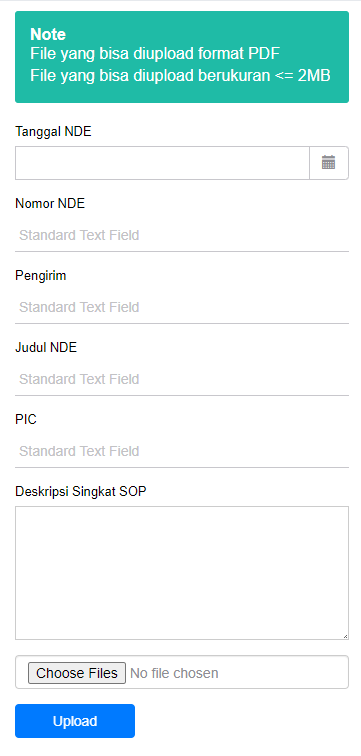 Note
File yang bisa diupload format PDF
File yang bisa diupload berukuran <= 2MB
Tanggal NDE
Nomor NDE
Standard Text Field
Pengirim
Standard Text Field
Judul NDE
Standard Text Field
PIC
Standard Text Field
Deskripsi Singkat SOP
Choose Files No file chosen
Upload